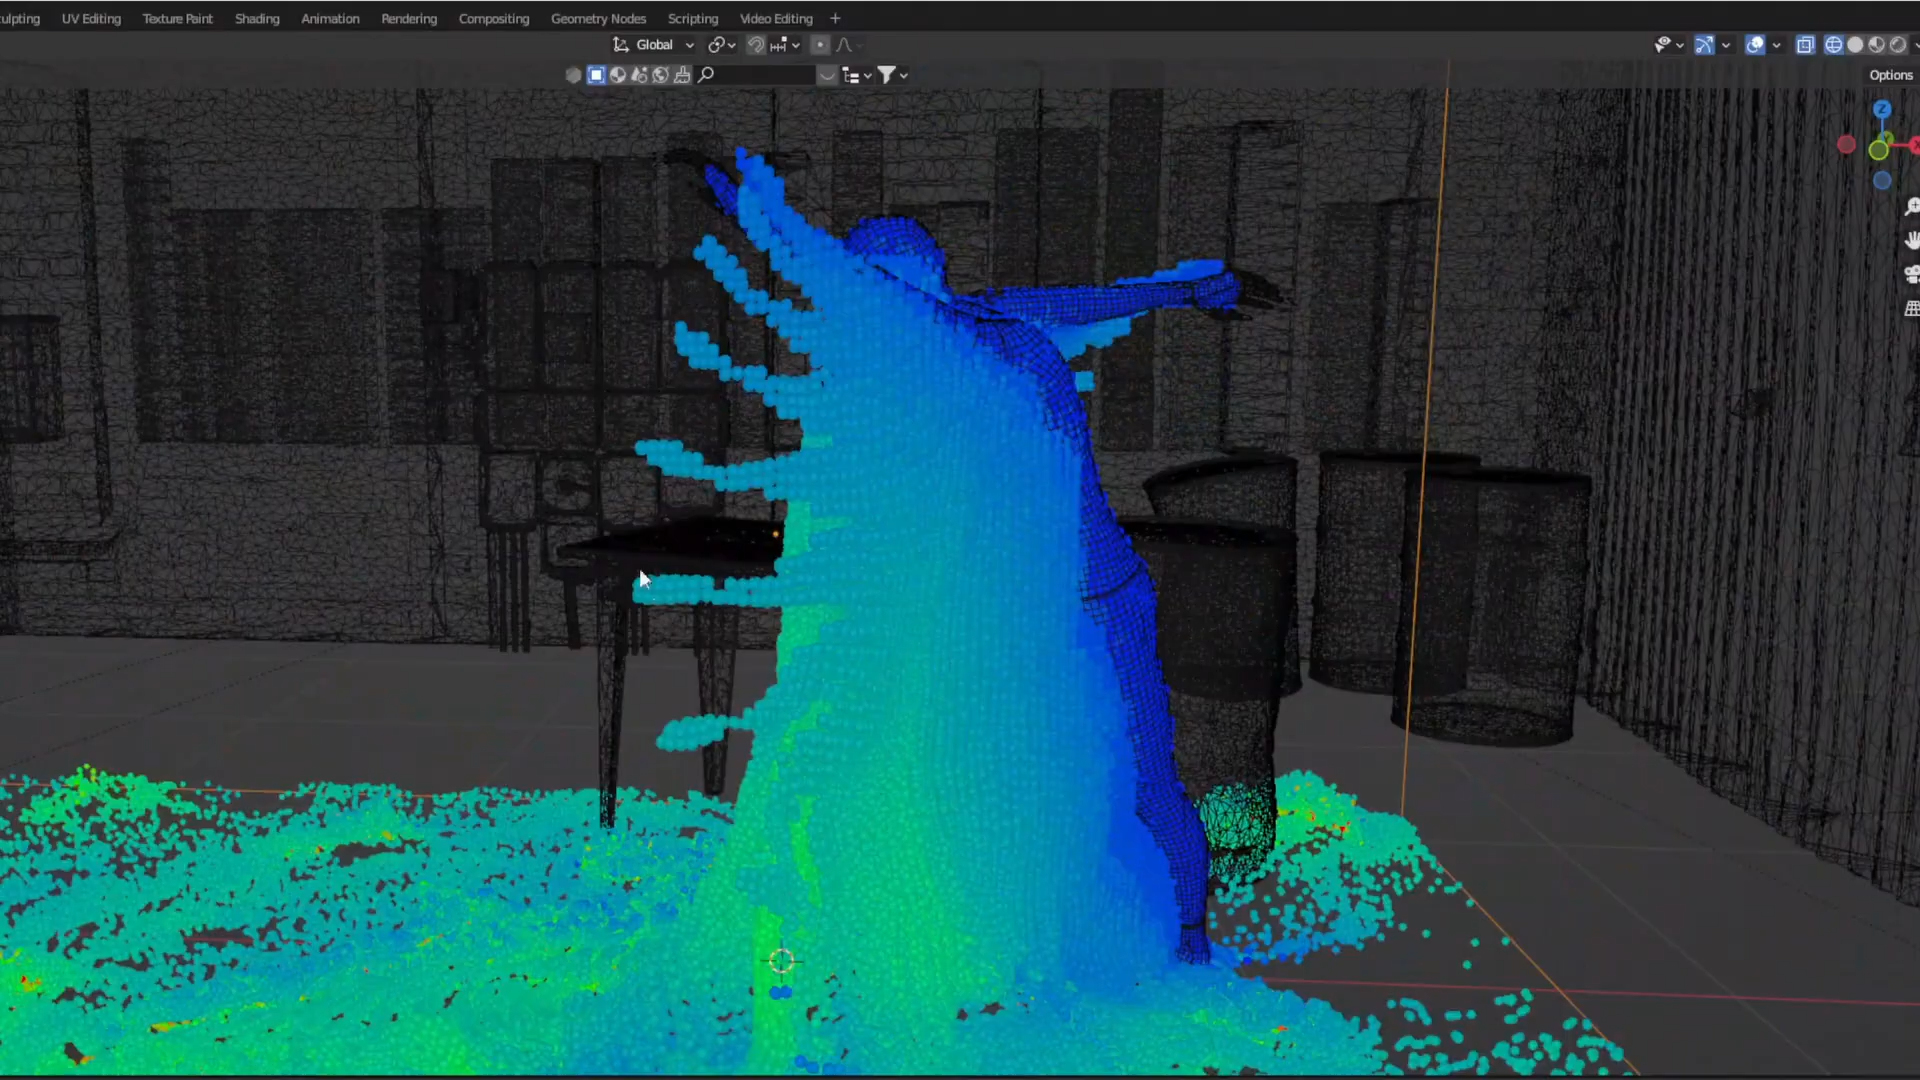 ulpting UV Editing Texture Paint Shading Animation Rendering Compositing Geometry Nodes Scripting Video Editing +
Global
Options
Z
X